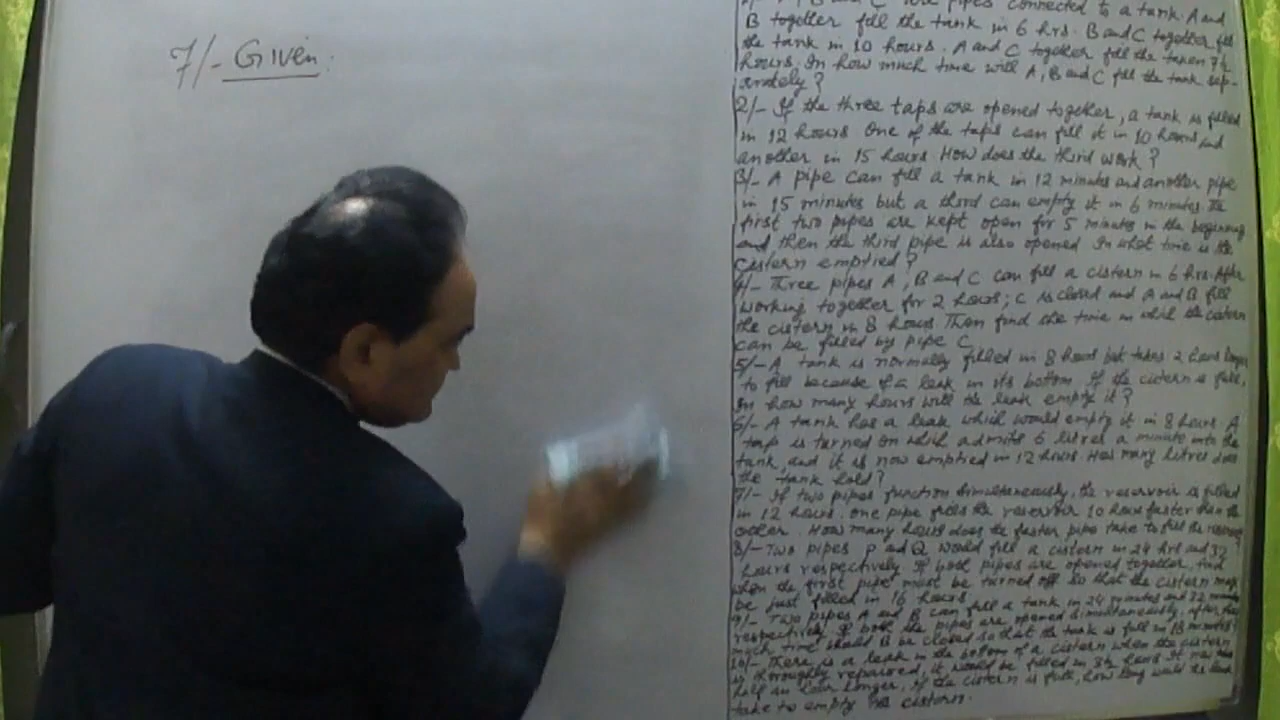 7/- Given:
B together fill the tank in 6 hrs. B and C together fill
the tank in 10 hours. A and C together fill the taken 7½
hours. In how much time will A, B and C fill the tank sep-
arately?
2/- If the three taps are opened together, a tank is filled
in 12 hours One of the taps can fill it in 10 hours and
another in 15 hours How does the third work?
3/- A pipe can fill a tank in 12 minutes and another pipe
in 15 minutes but a third can empty it in 6 minutes The
first two pipes are kept open for 5 minutes in the beginning
and then the third pipe is also opened In what time is the
cistern emptied?
4/- Three pipes A, B and C can fill a cistern in 6 hrs. After
working together for 2 hours; C is closed and A and B fill
the cistern in 8 hours Then find the time in which the cistern
can be filled by pipe C
5/- A tank is normally filled in 8 hours but takes 2 hours longer
to fill because of a leak in its bottom If the cistern is full,
In how many hours will the leak empty it?
6/- A tank has a leak which would empty it in 8 hours. A
tap is turned on which admits 6 litres a minute into the
tank, and it is now emptied in 12 hours. How many litres does
the tank hold?
7/- If two pipes function simultaneously, the reservoir is filled
in 12 hours. One pipe fills the reservoir 10 hours faster than the
other. How many hours does the faster pipe take to fill the
8/- Two pipes P and Q would fill a cistern in 24 hrs and 32
hours respectively If both pipes are opened together, find
when the first pipe must be turned off so that the cistern may
be just filled in 16 hours.
9/- Two pipes A and B can fill a tank in 24 minutes and 32
respectively If both the pipes are opened simultaneously, after how
much time should B be closed so that the tank is full in 18 minutes?
10/- There is a leak in the bottom of a cistern when the cistern
is thoroughly repaired, it would be filled in 3½ hours It now
half an hour longer. If the cistern is full, how long would the leak
take to empty the cistern.